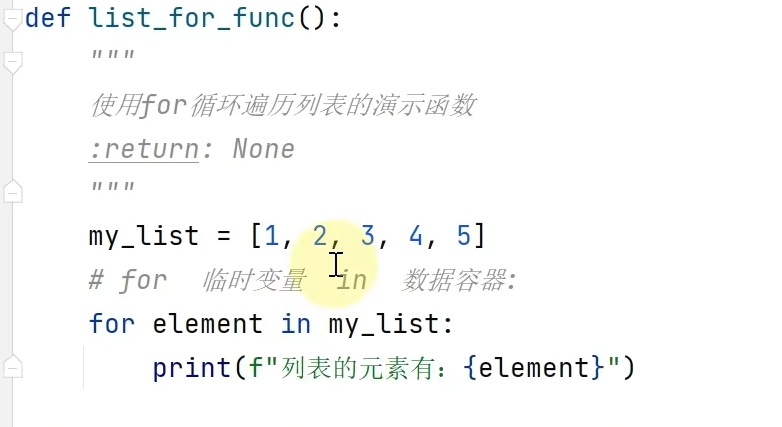 def list_for_func():
"""
使用for循环遍历列表的演示函数
:return: None
"""
my_list = [1, 2, 3, 4, 5]
# for 临时变量 in 数据容器:
for element in my_list:
print(f"列表的元素有：{element}")